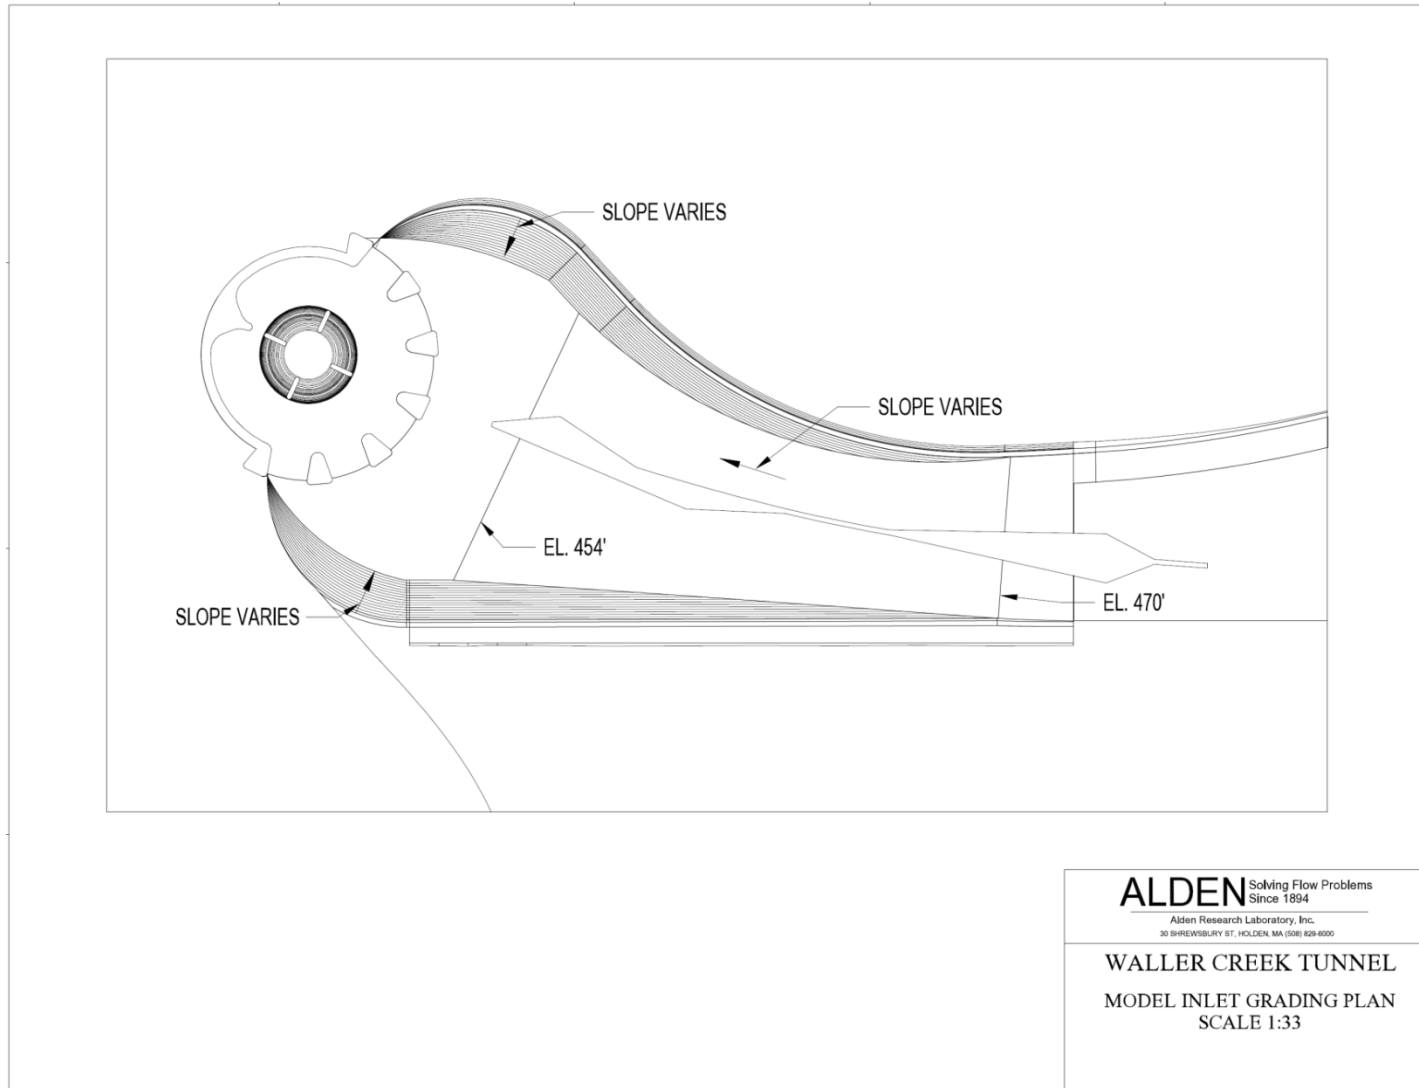 SLOPE VARIES
SLOPE VARIES
EL. 454'
SLOPE VARIES
EL. 470'
ALDEN Solving Flow Problems
Since 1894
Alden Research Laboratory, Inc.
30 SHREWSBURY ST, HOLDEN, MA (508) 829-6000
WALLER CREEK TUNNEL
MODEL INLET GRADING PLAN
SCALE 1:33